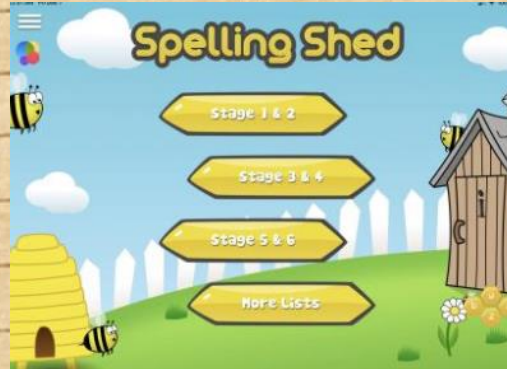 Spelling Shed
Stage 1 & 2
Stage 3 & 4
Stage 5 & 6
More Lists